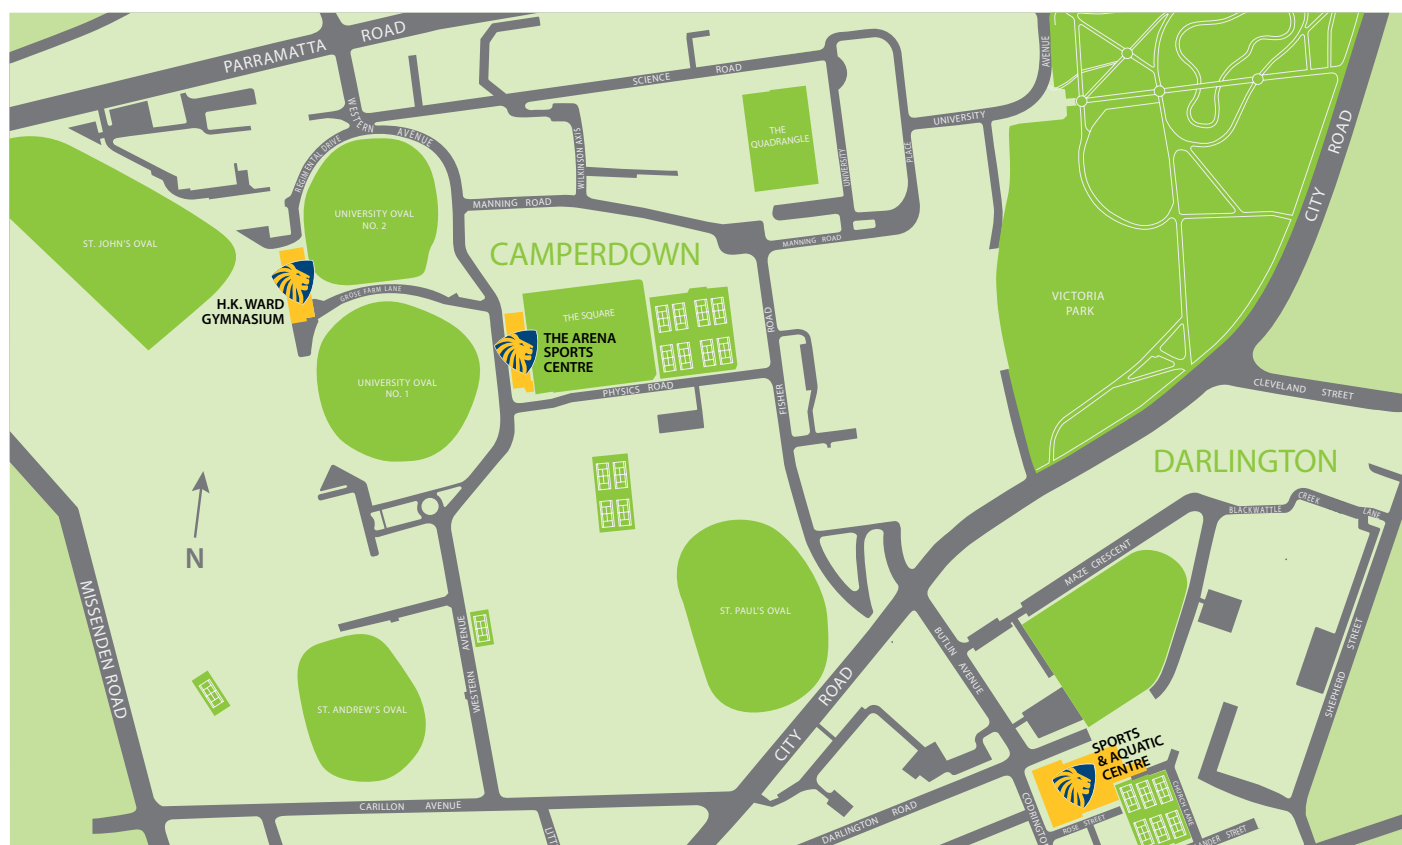 PARRAMATTA ROAD
SCIENCE ROAD
AVENUE
WESTERN AVENUE
REGIMENTAL DRIVE
WILKINSON AXIS
THE
QUADRANGLE
UNIVERSITY
PLACE
UNIVERSITY
CITY ROAD
MANNING ROAD
MANNING ROAD
UNIVERSITY OVAL
NO. 2
ST. JOHN'S OVAL
CAMPERDOWN
H.K. WARD
GYMNASIUM
GROSE FARM LANE
THE SQUARE
THE ARENA
SPORTS
CENTRE
VICTORIA
PARK
ROAD
FISHER
PHYSICS ROAD
UNIVERSITY OVAL
NO. 1
CLEVELAND STREET
DARLINGTON
N
BLACKWATTLE
CREEK
LANE
MAZE CRESCENT
MISSENDEN ROAD
ST. PAUL'S OVAL
AVENUE
WESTERN
BUTLIN AVENUE
SHEPHERD STREET
ST. ANDREW'S OVAL
CITY ROAD
SPORTS
& AQUATIC
CENTRE
CARILLON AVENUE
DARLINGTON ROAD
ROSE STREET
CHURCH LANE